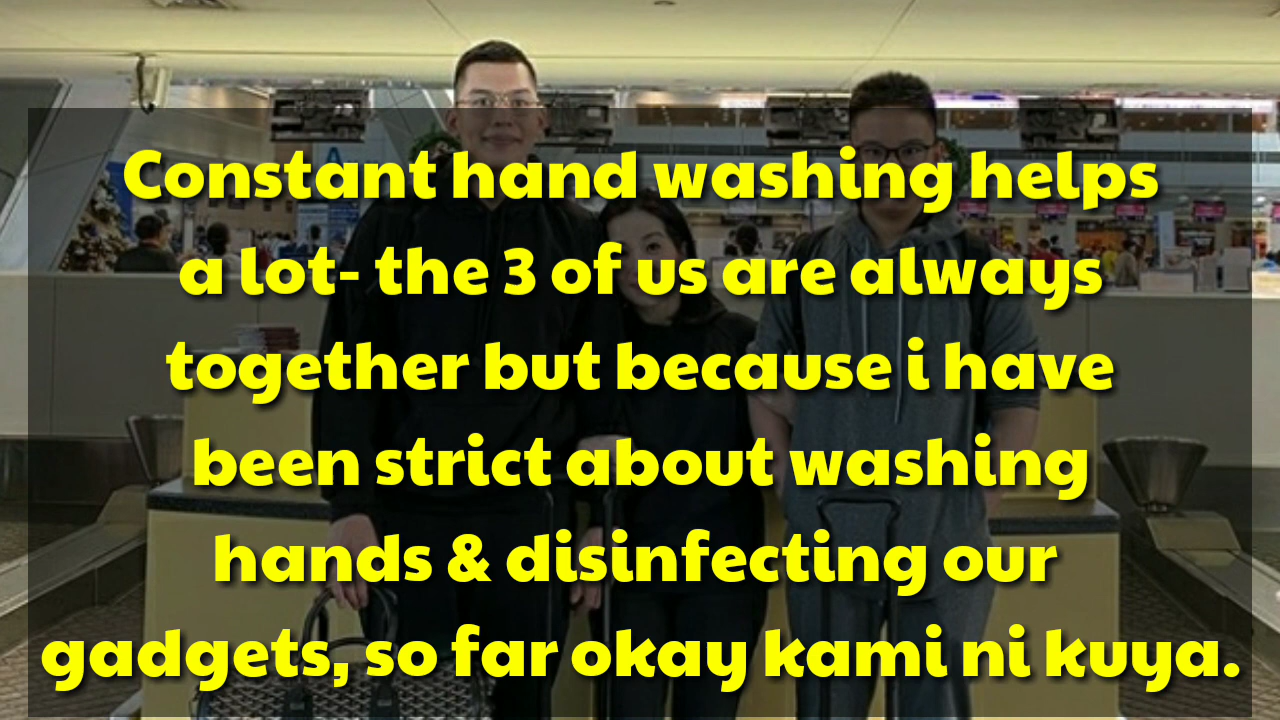 Constant hand washing helps
a lot- the 3 of us are always
together but because i have
been strict about washing
hands & disinfecting our
gadgets, so far okay kami ni kuya.